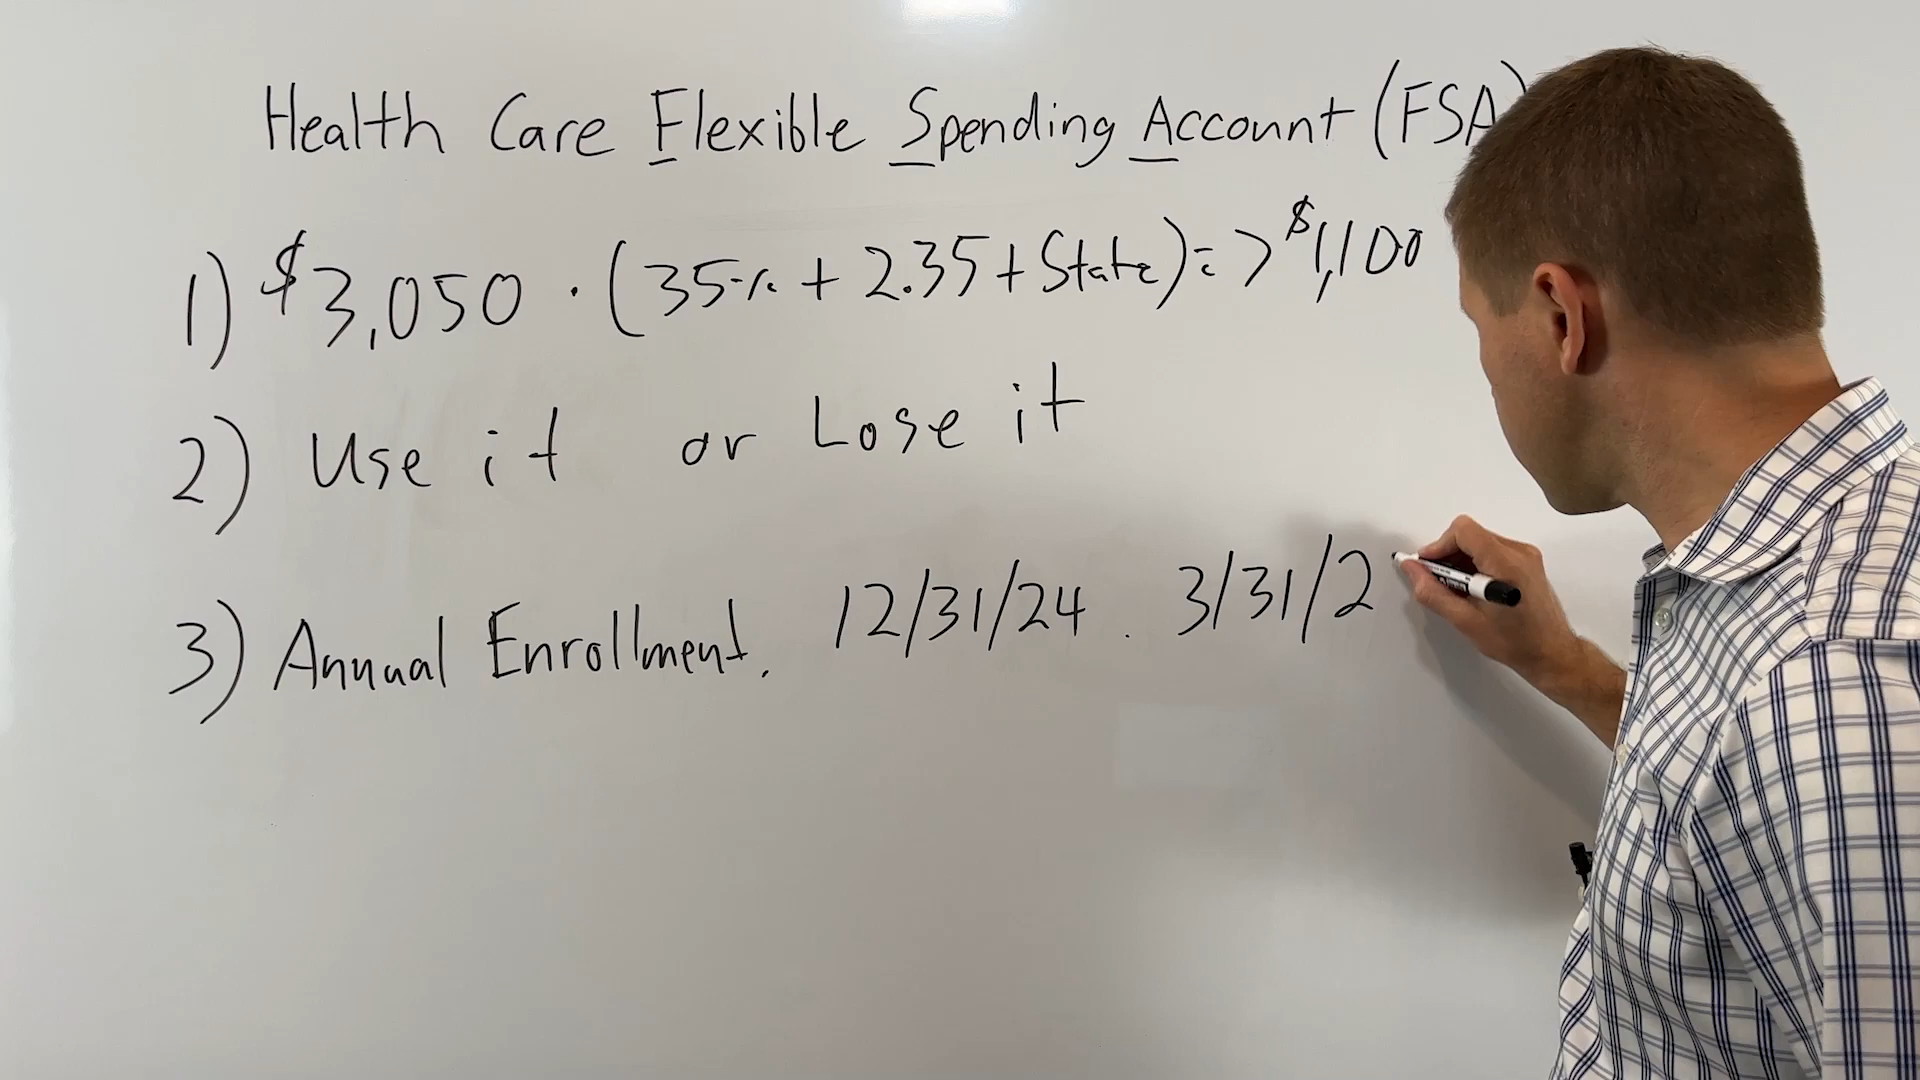 Health Care Flexible Spending Account (FSA)
1) $3,050 · (35% + 2.35 + State) = > $1,100
2) Use it or Lose it
3) Annual Enrollment. 12/31/24 . 3/31/2